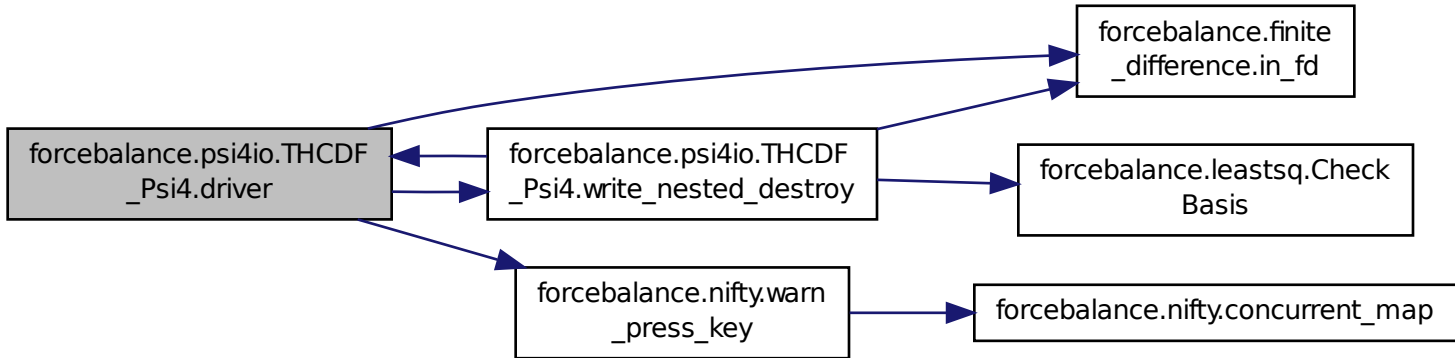 forcebalance.psi4io.THCDF
_Psi4.driver
forcebalance.psi4io.THCDF
_Psi4.write_nested_destroy
forcebalance.nifty.warn
_press_key
forcebalance.finite
_difference.in_fd
forcebalance.leastsq.Check
Basis
forcebalance.nifty.concurrent_map